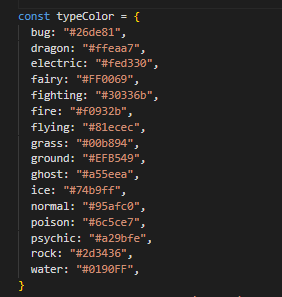 const typeColor = {
bug: "#26de81",
dragon: "#ffeaa7",
electric: "#fed330",
fairy: "#FF0069",
fighting: "#30336b",
fire: "#f0932b",
flying: "#81ecec",
grass: "#00b894",
ground: "#EFB549",
ghost: "#a55eea",
ice: "#74b9ff",
normal: "#95afc0",
poison: "#6c5ce7",
psychic: "#a29bfe",
rock: "#2d3436",
water: "#0190FF",
}